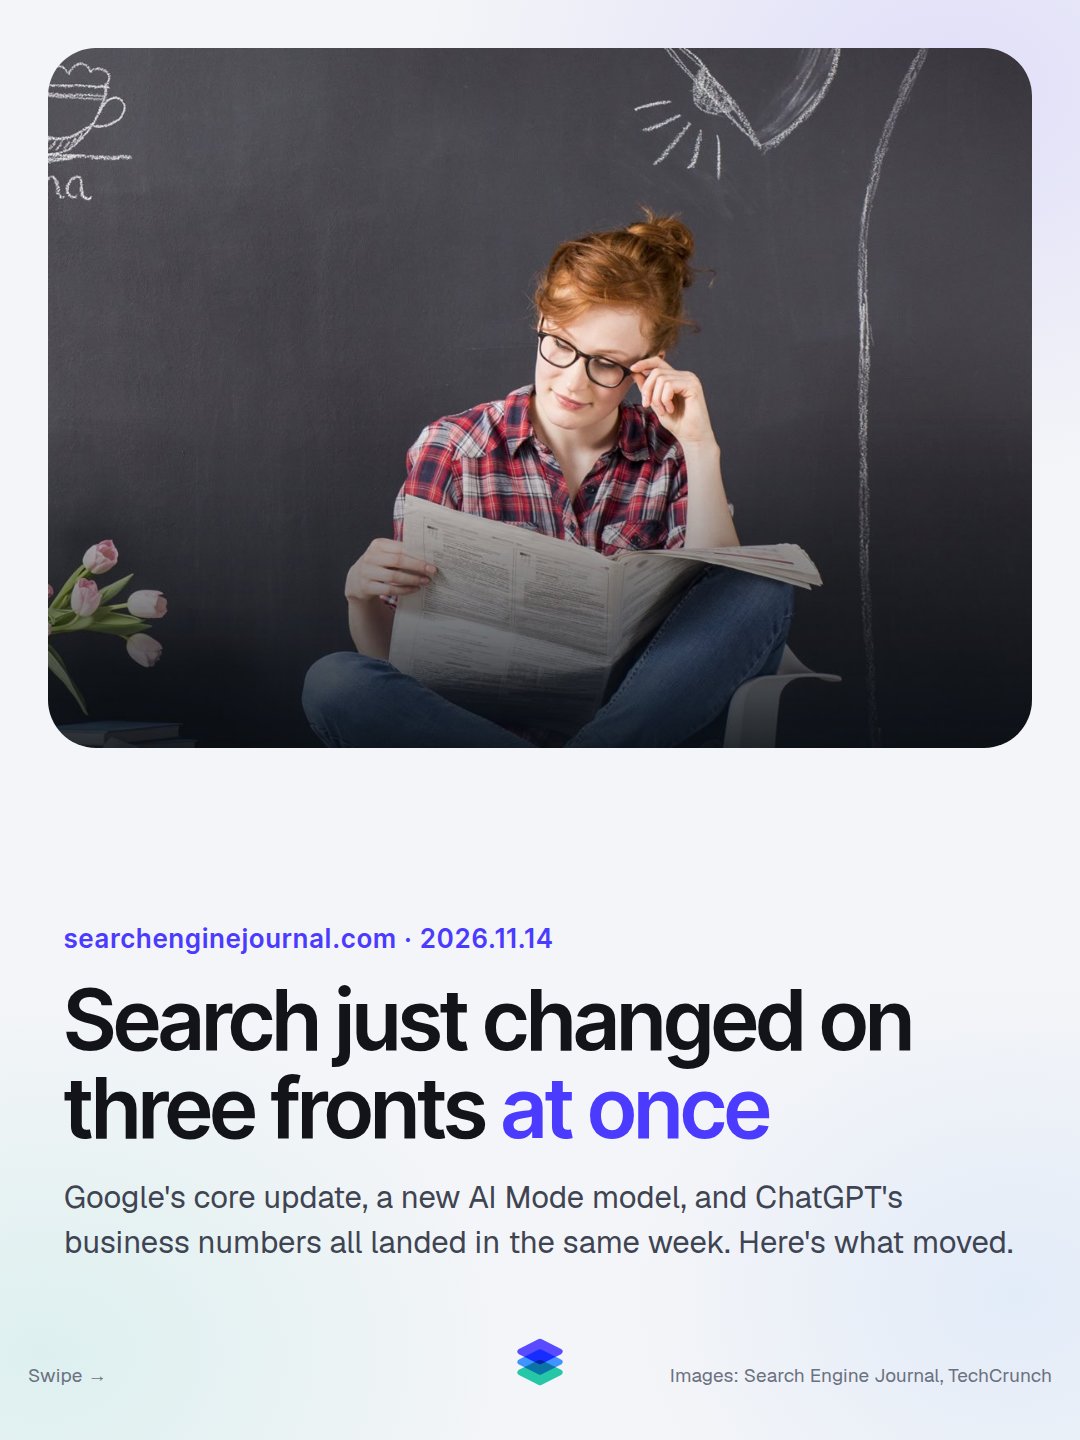 na
searchenginejournal.com · 2026.11.14
Search just changed on
three fronts at once
Google's core update, a new AI Mode model, and ChatGPT's
business numbers all landed in the same week. Here's what moved.
Swipe →
Images: Search Engine Journal, TechCrunch